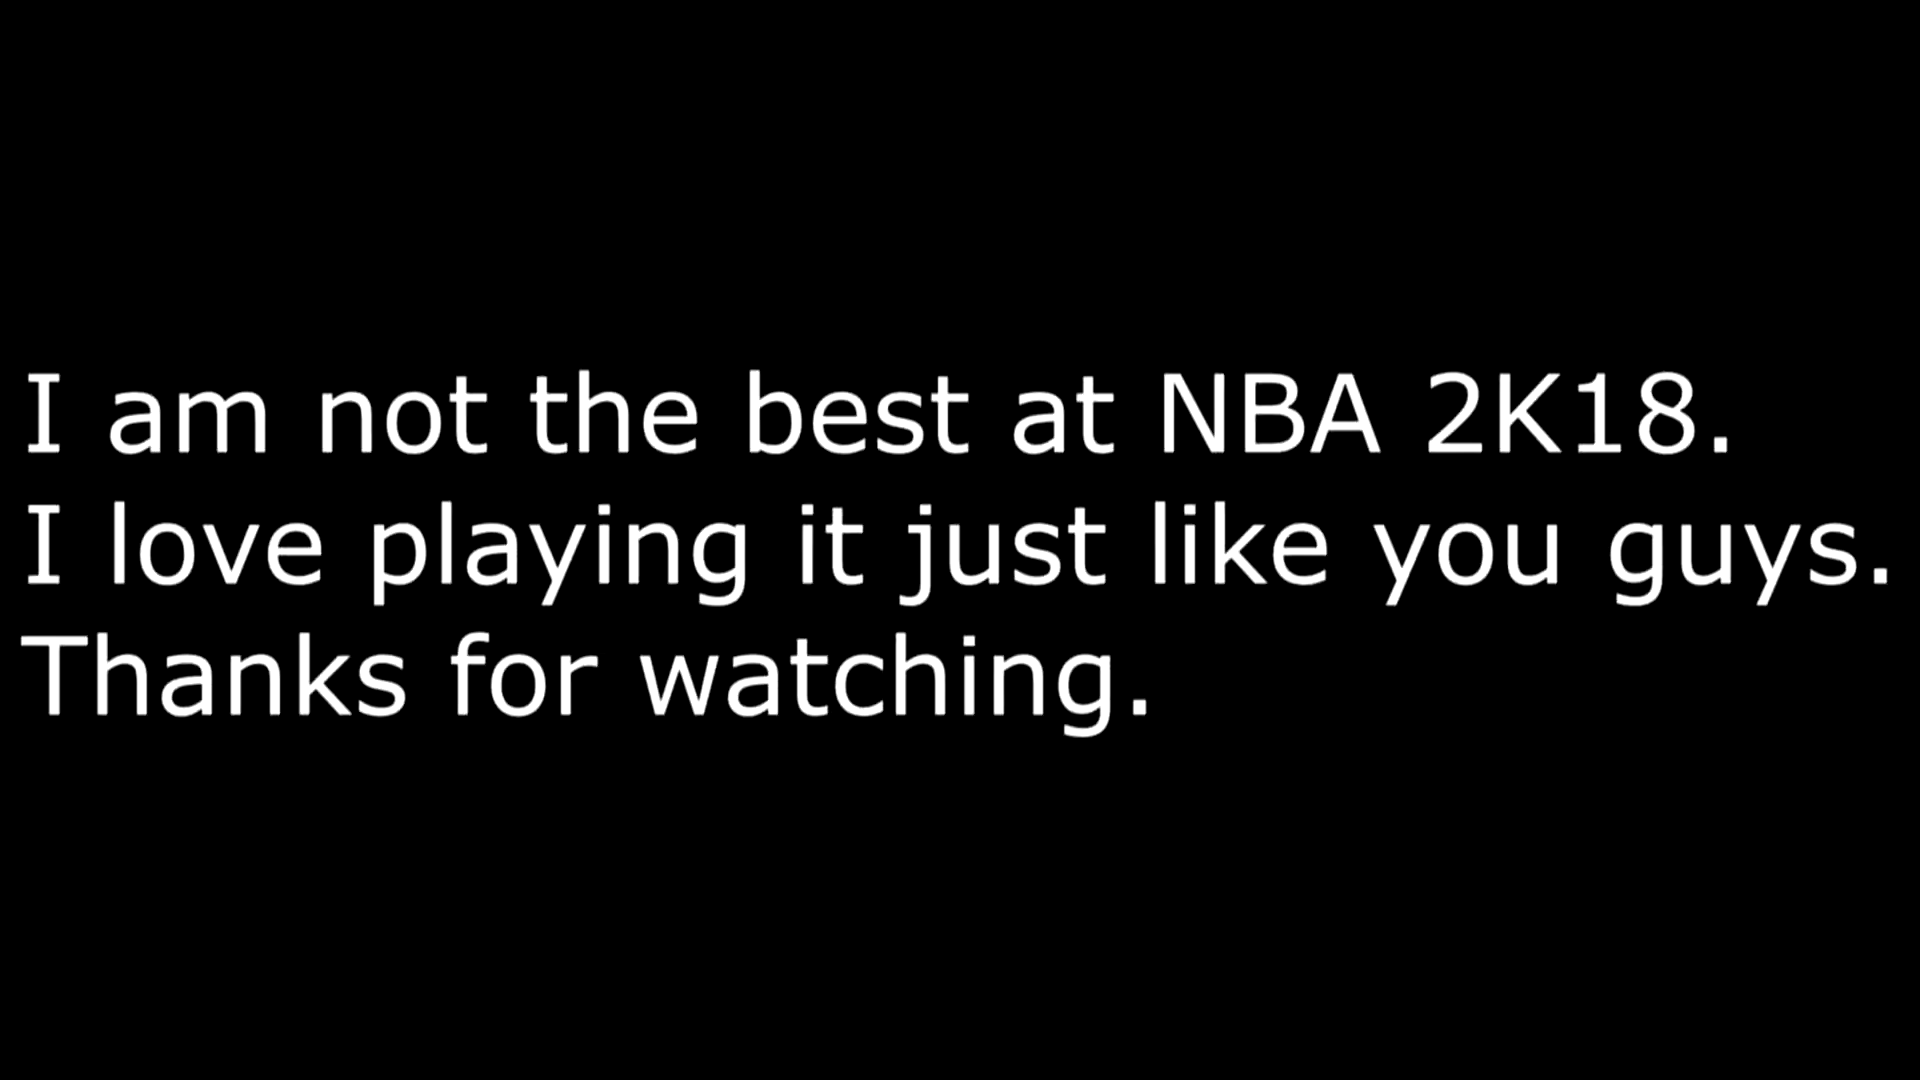 I am not the best at NBA 2K18.
I love playing it just like you guys.
Thanks for watching.